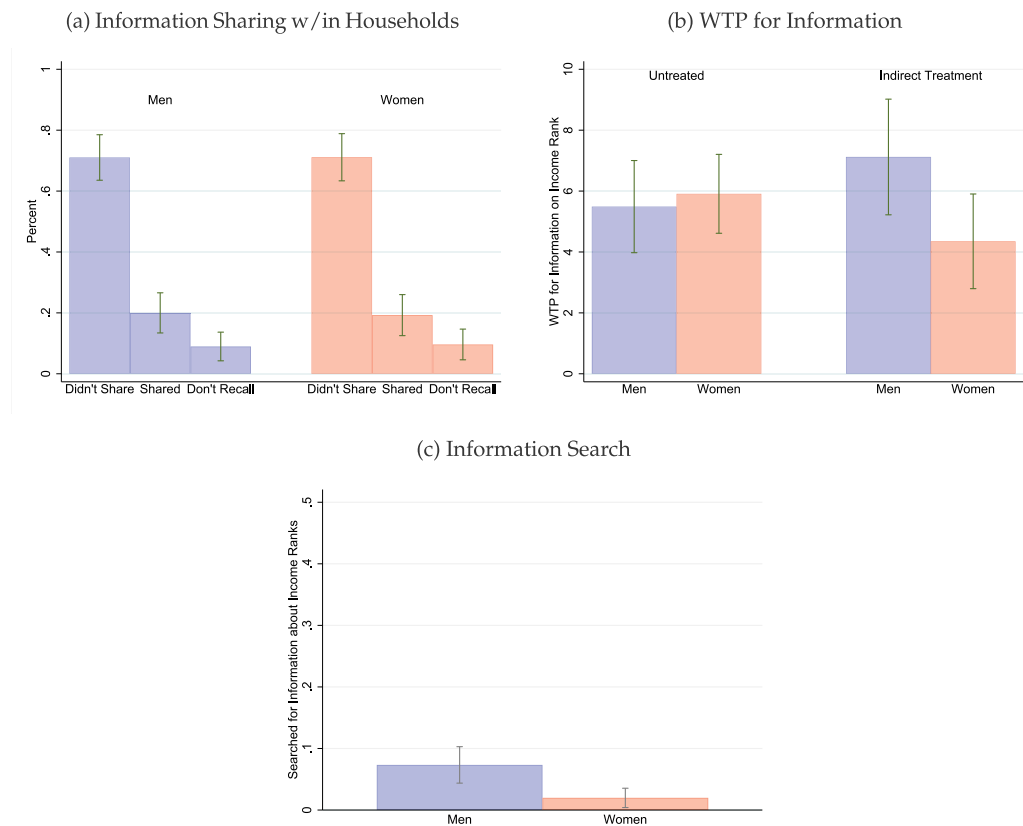 (a) Information Sharing w/in Households
Percent
1
.8
.6
.4
.2
0
Men
Women
Didn't Share Shared Don't Recall
Didn't Share Shared Don't Recall
(b) WTP for Information
WTP for Information on Income Rank
10
8
6
4
2
0
Untreated
Indirect Treatment
Men Women
Men Women
(c) Information Search
Searched for Information about Income Ranks
.5
.4
.3
.2
.1
0
Men Women